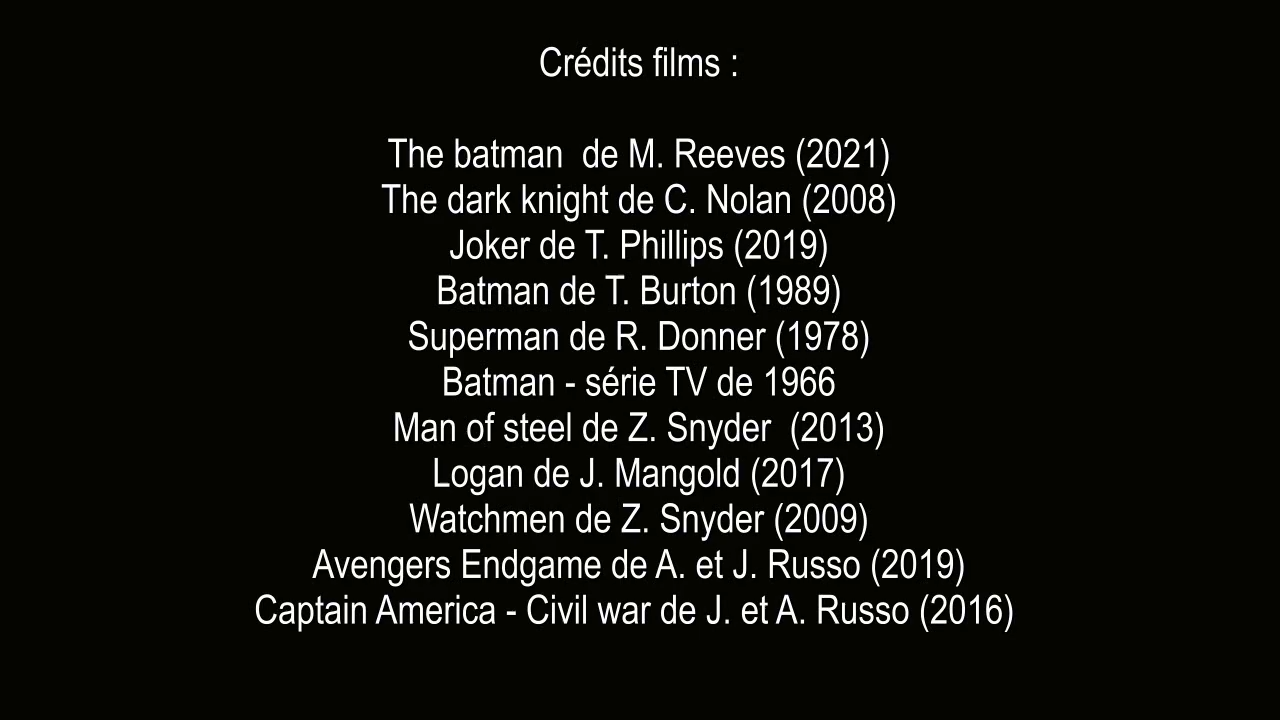 Crédits films :
The batman  de M. Reeves (2021)
The dark knight de C. Nolan (2008)
Joker de T. Phillips (2019)
Batman de T. Burton (1989)
Superman de R. Donner (1978)
Batman - série TV de 1966
Man of steel de Z. Snyder  (2013)
Logan de J. Mangold (2017)
Watchmen de Z. Snyder (2009)
Avengers Endgame de A. et J. Russo (2019)
Captain America - Civil war de J. et A. Russo (2016)